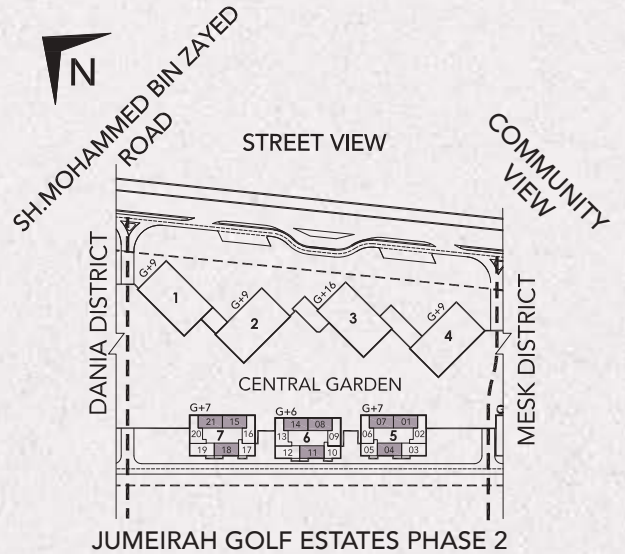 N
SH.MOHAMMED BIN ZAYED
ROAD
STREET VIEW
COMMUNITY
VIEW
DANIA DISTRICT
MESK DISTRICT
G+9
1
G+9
2
G+16
3
G+9
4
CENTRAL GARDEN
G+7
21 15
20 7 16
19 18 17
G+6
14 08
13 6 09
12 11 10
G+7
07 01
06 5 02
05 04 03
JUMEIRAH GOLF ESTATES PHASE 2